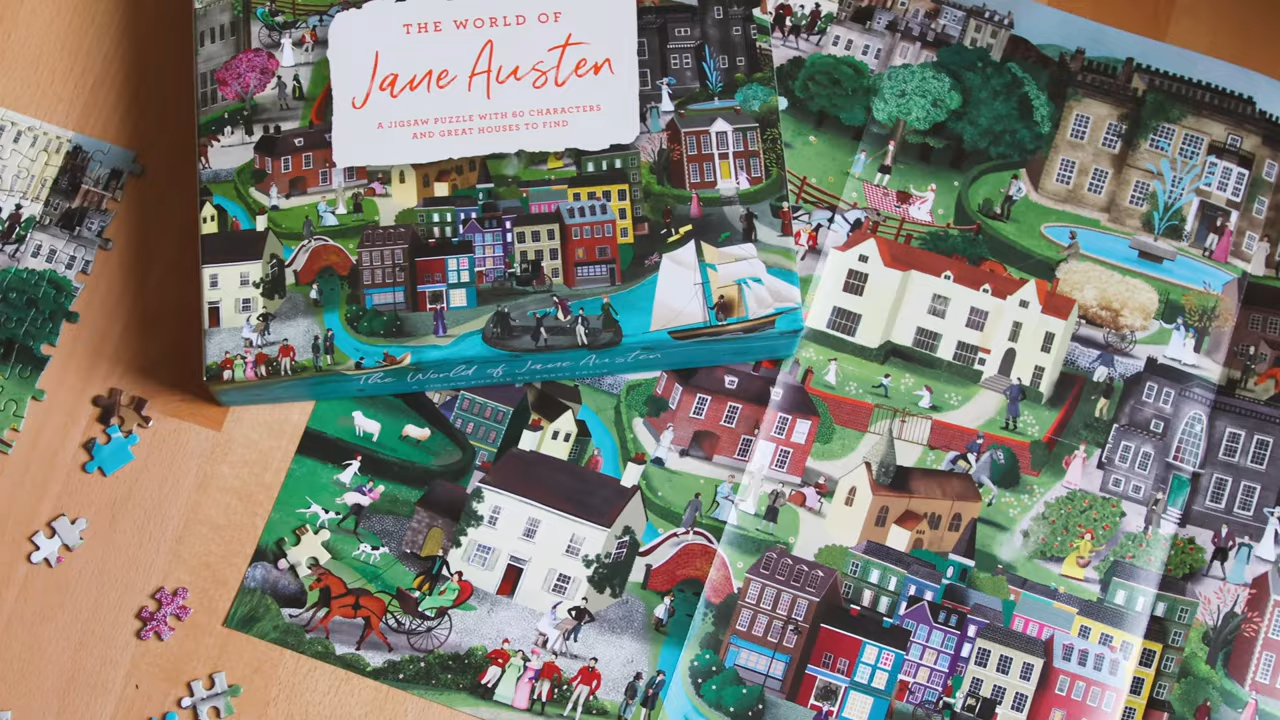 THE WORLD OF
Jane Austen
A JIGSAW PUZZLE WITH 60 CHARACTERS
AND GREAT HOUSES TO FIND
The World of Jane Austen